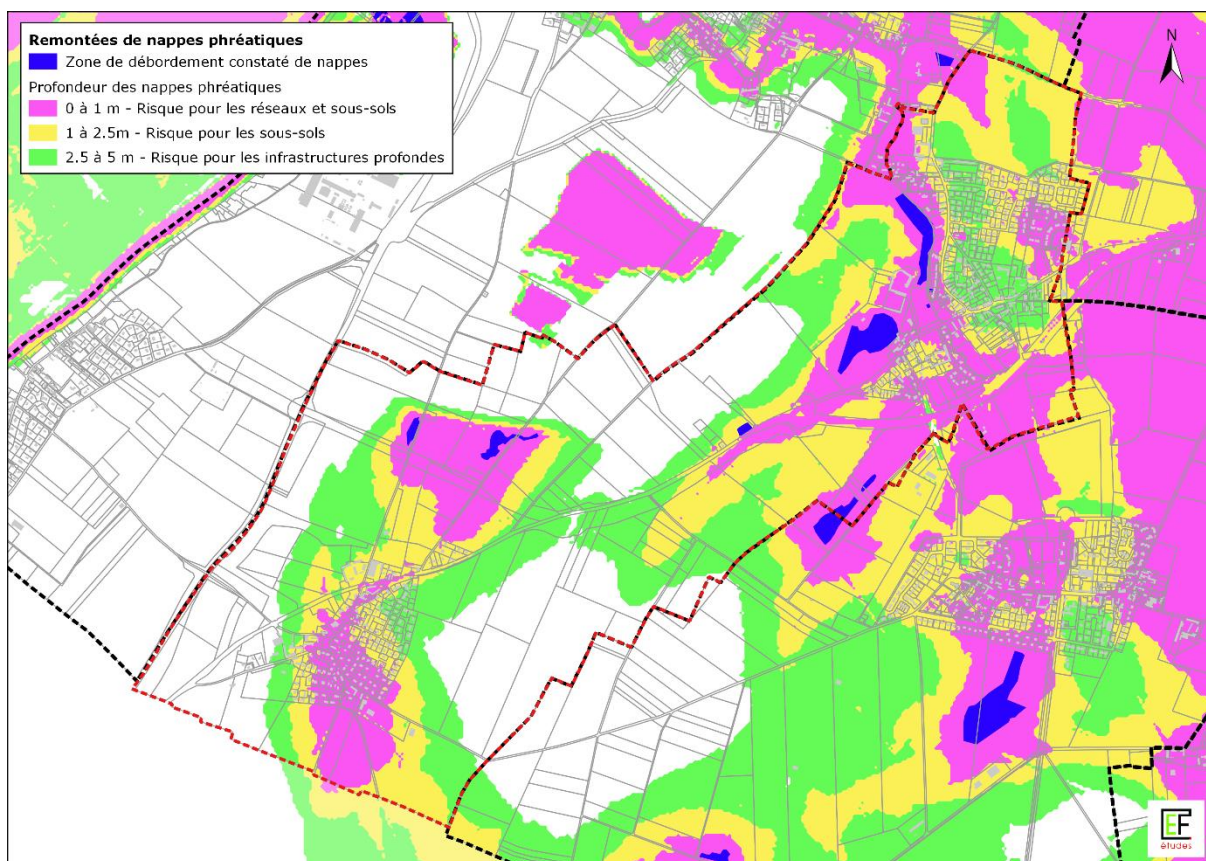 Remontées de nappes phréatiques
Zone de débordement constaté de nappes
Profondeur des nappes phréatiques
0 à 1 m - Risque pour les réseaux et sous-sols
1 à 2.5m - Risque pour les sous-sols
2.5 à 5 m - Risque pour les infrastructures profondes
N
CEF
études